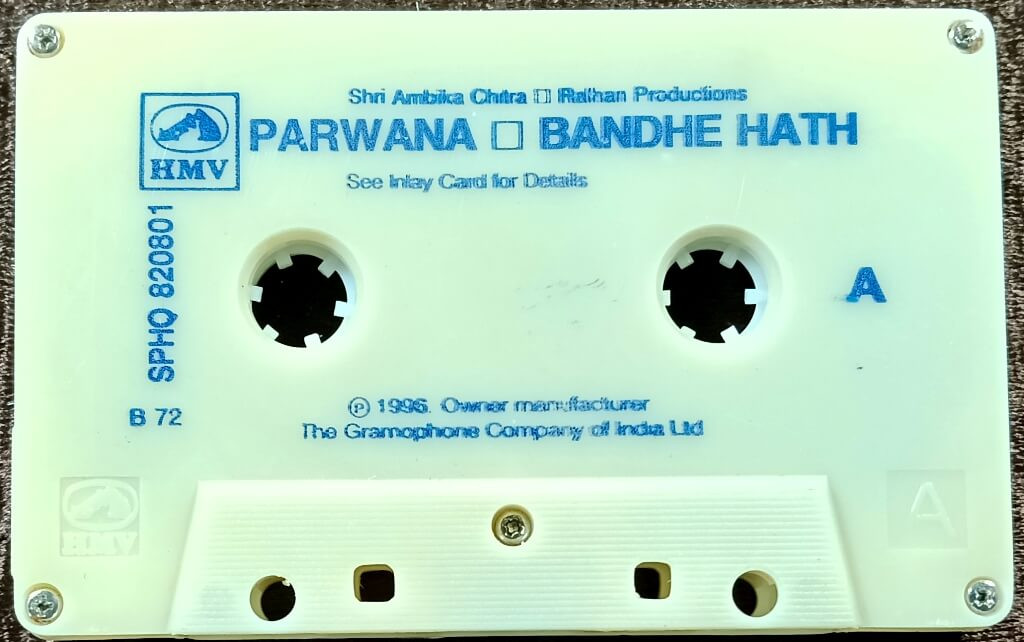 Shri Ambika Chitra □ Ralhan Productions
HMV
PARWANA □ BANDHE HATH
See Inlay Card for Details
SPHO 820801
A
B 72
℗ 1996. Owner manufacturer
The Gramophone Company of India Ltd
HMV
A